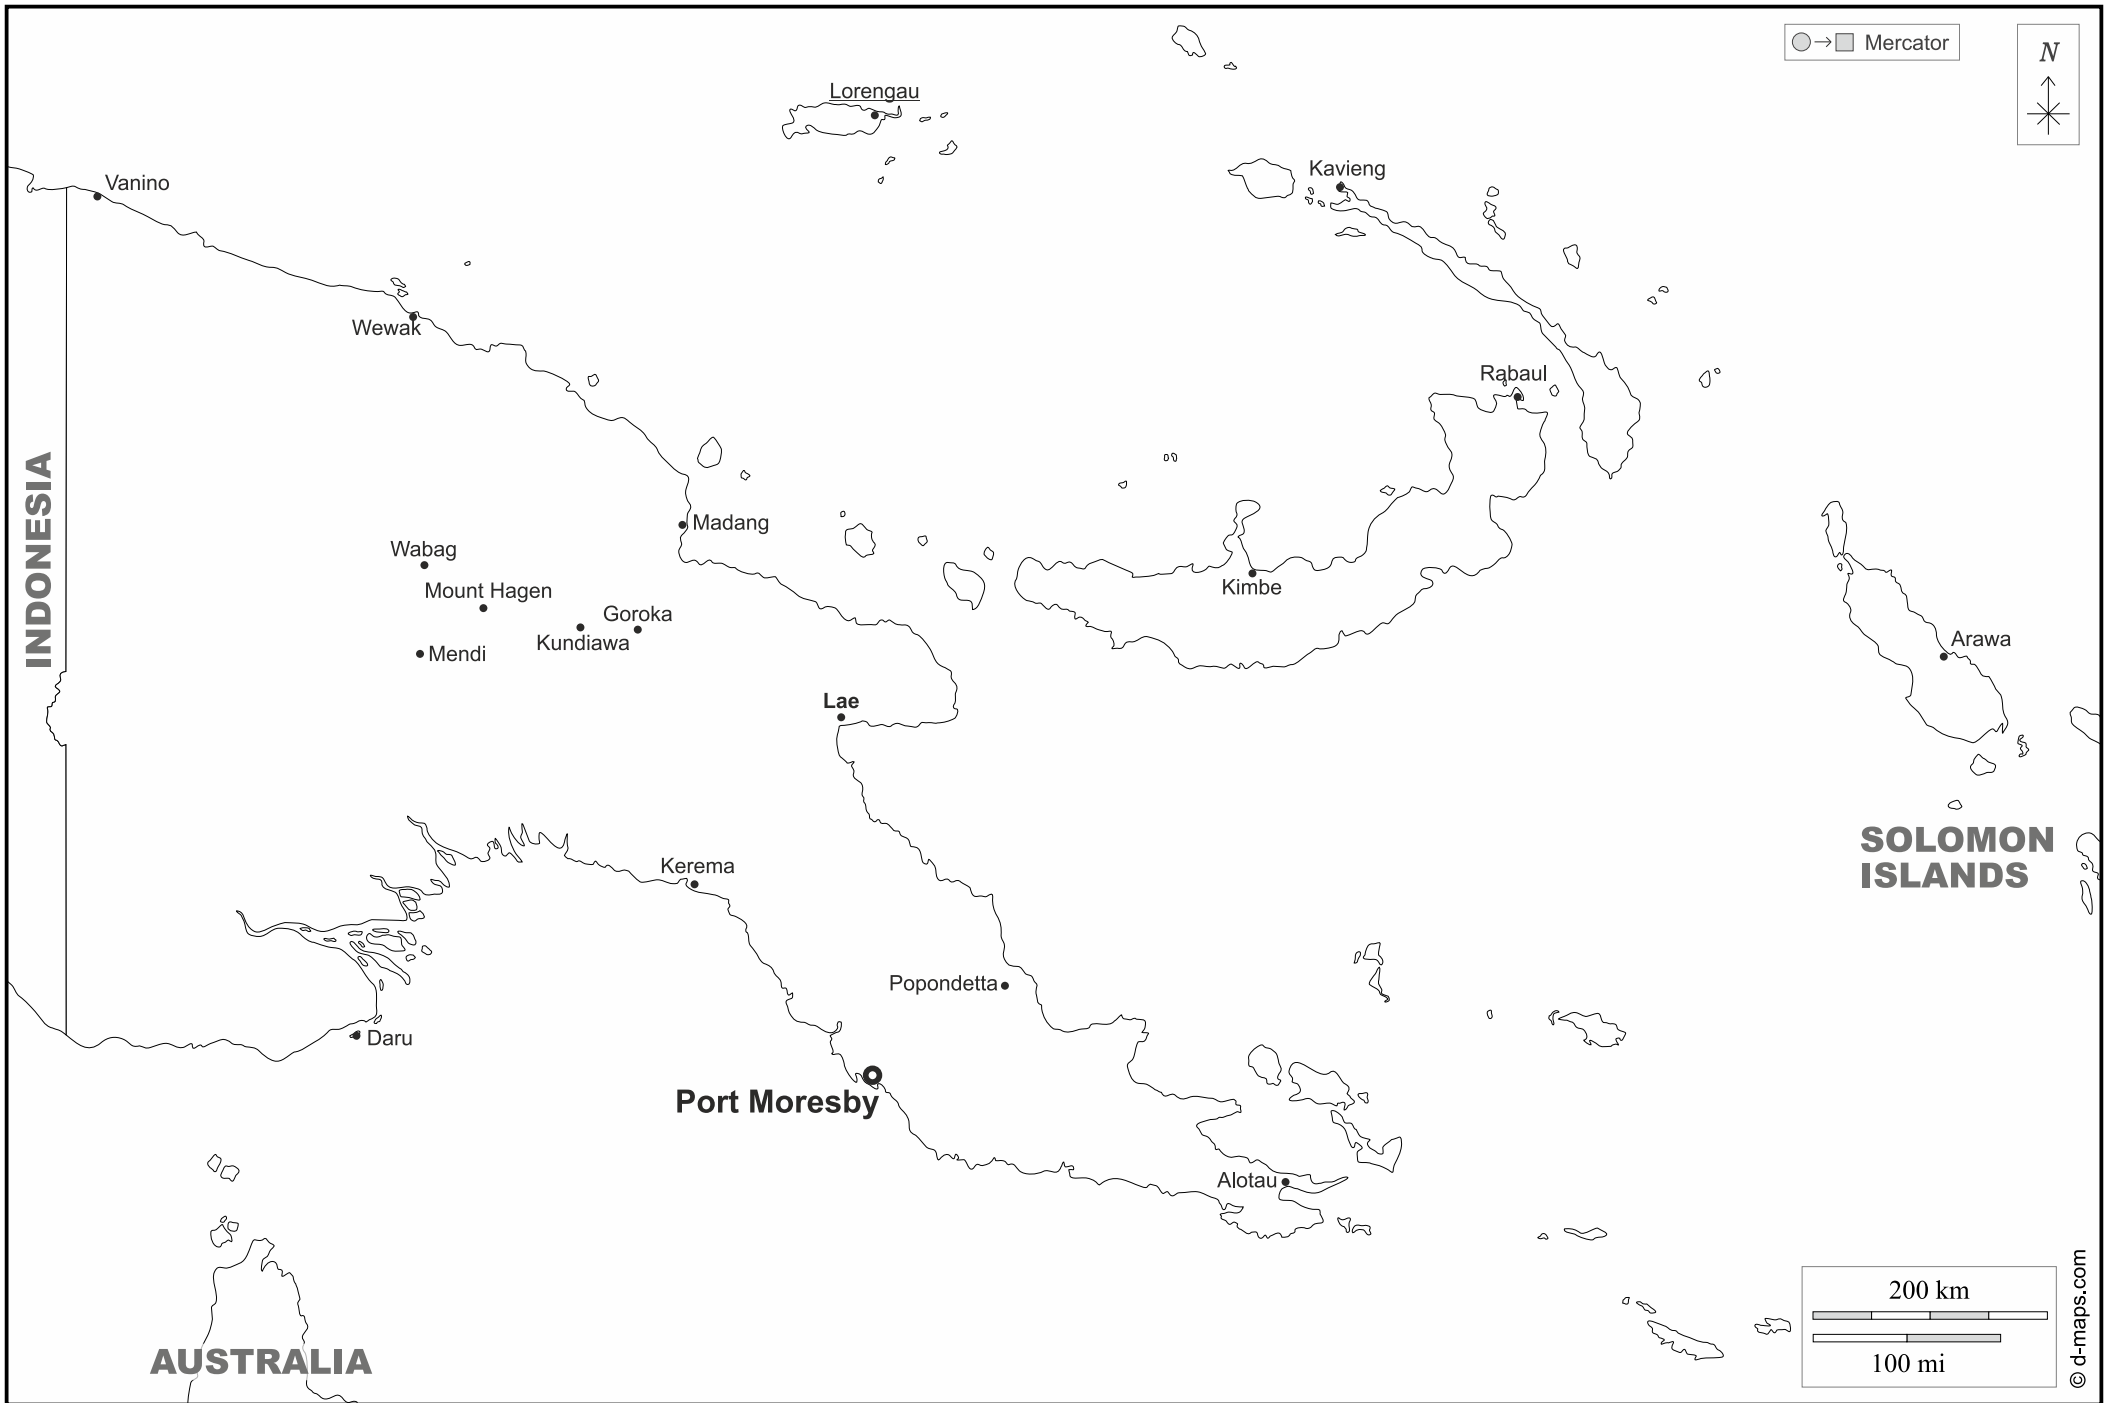 Mercator
N
Lorengau
Kavieng
Vanino
Wewak
Rabaul
INDONESIA
Madang
Wabag
Mount Hagen
Kimbe
Goroka
Kundiawa
Mendi
Arawa
Lae
SOLOMON
ISLANDS
Kerema
Popondetta
Daru
Port Moresby
Alotau
AUSTRALIA
200 km
100 mi
© d-maps.com